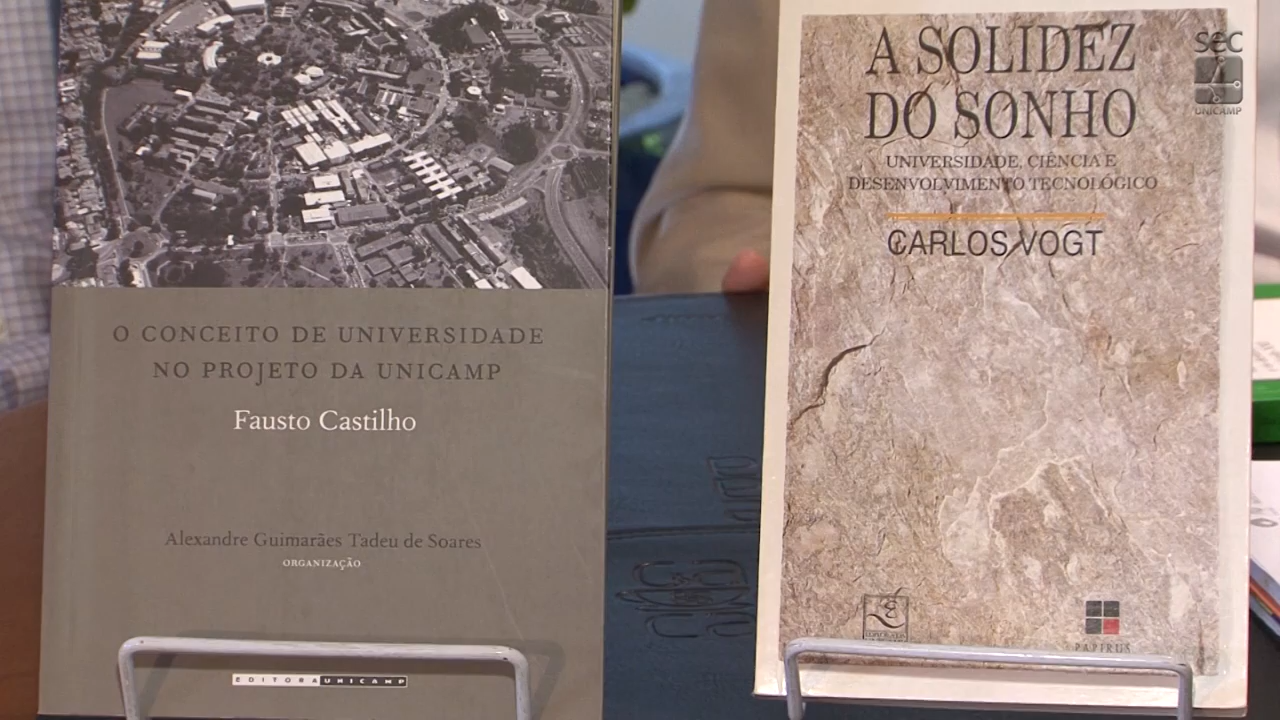 O CONCEITO DE UNIVERSIDADE
NO PROJETO DA UNICAMP
Fausto Castilho
Alexandre Guimarães Tadeu de Soares
ORGANIZAÇÃO
EDITORA UNICAMP
A SOLIDEZ
DO SONHO
UNIVERSIDADE, CIÊNCIA E
DESENVOLVIMENTO TECNOLÓGICO
CARLOS VOGT
PAPIRUS
SEC
UNICAMP